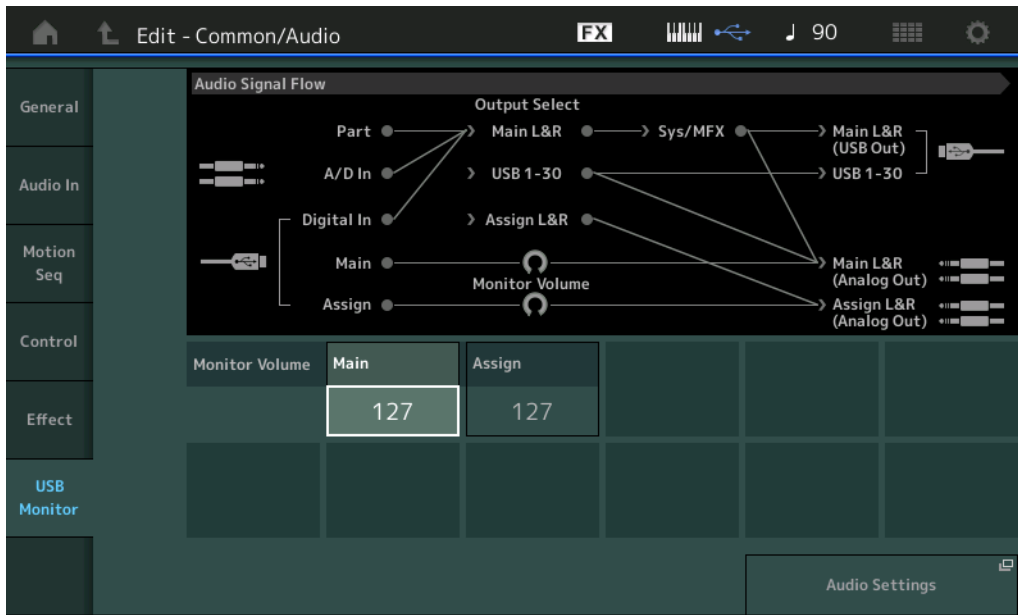 Edit - Common/Audio FX ♩ 90
General
Audio In
Motion
Seq
Control
Effect
USB
Monitor
Audio Signal Flow
Output Select
Part Main L&R Sys/MFX Main L&R
(USB Out)
A/D In USB 1-30 USB 1-30
Digital In Assign L&R
Main Main L&R
(Analog Out)
Monitor Volume
Assign Assign L&R
(Analog Out)
Monitor Volume Main Assign
127 127
Audio Settings